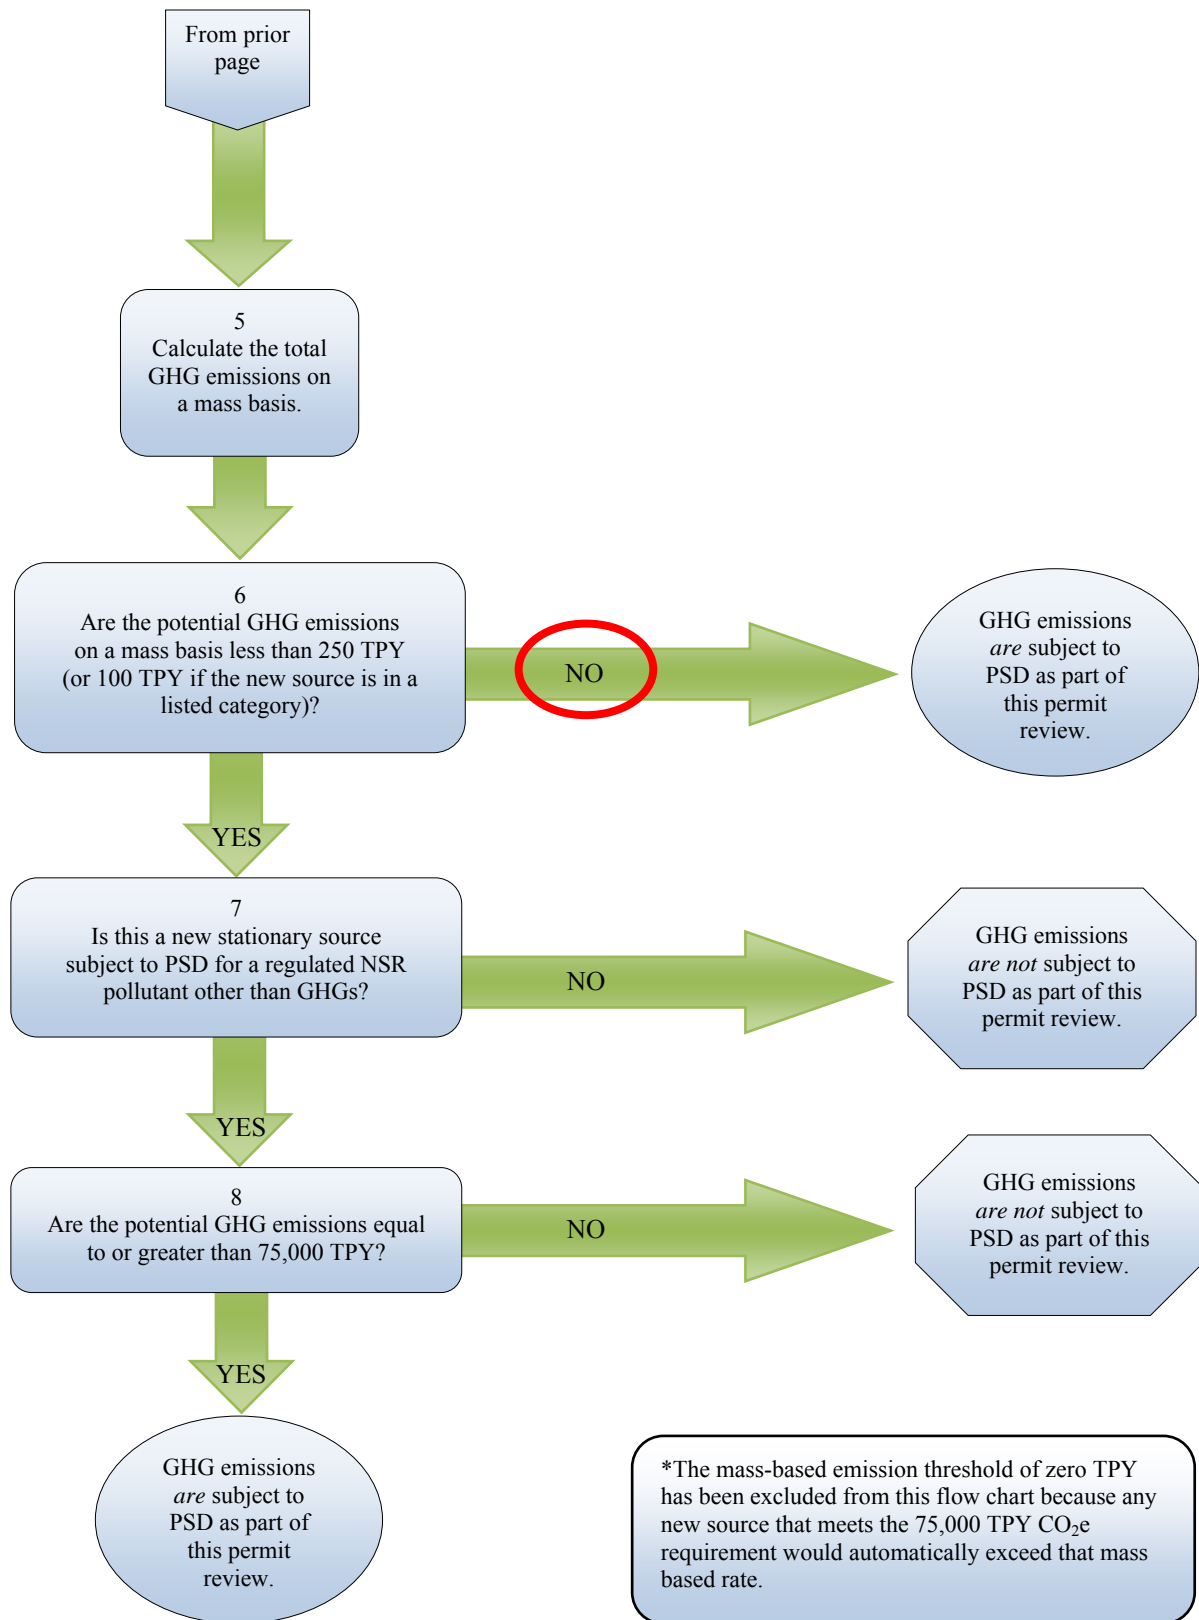 From prior
page
5
Calculate the total
GHG emissions on
a mass basis.
6
Are the potential GHG emissions
on a mass basis less than 250 TPY
(or 100 TPY if the new source is in a
listed category)?
NO
GHG emissions
are subject to
PSD as part of
this permit
review.
YES
7
Is this a new stationary source
subject to PSD for a regulated NSR
pollutant other than GHGs?
NO
GHG emissions
are not subject to
PSD as part of this
permit review.
YES
8
Are the potential GHG emissions equal
to or greater than 75,000 TPY?
NO
GHG emissions
are not subject to
PSD as part of this
permit review.
YES
GHG emissions
are subject to
PSD as part of
this permit
review.
*The mass-based emission threshold of zero TPY
has been excluded from this flow chart because any
new source that meets the 75,000 TPY CO₂e
requirement would automatically exceed that mass
based rate.